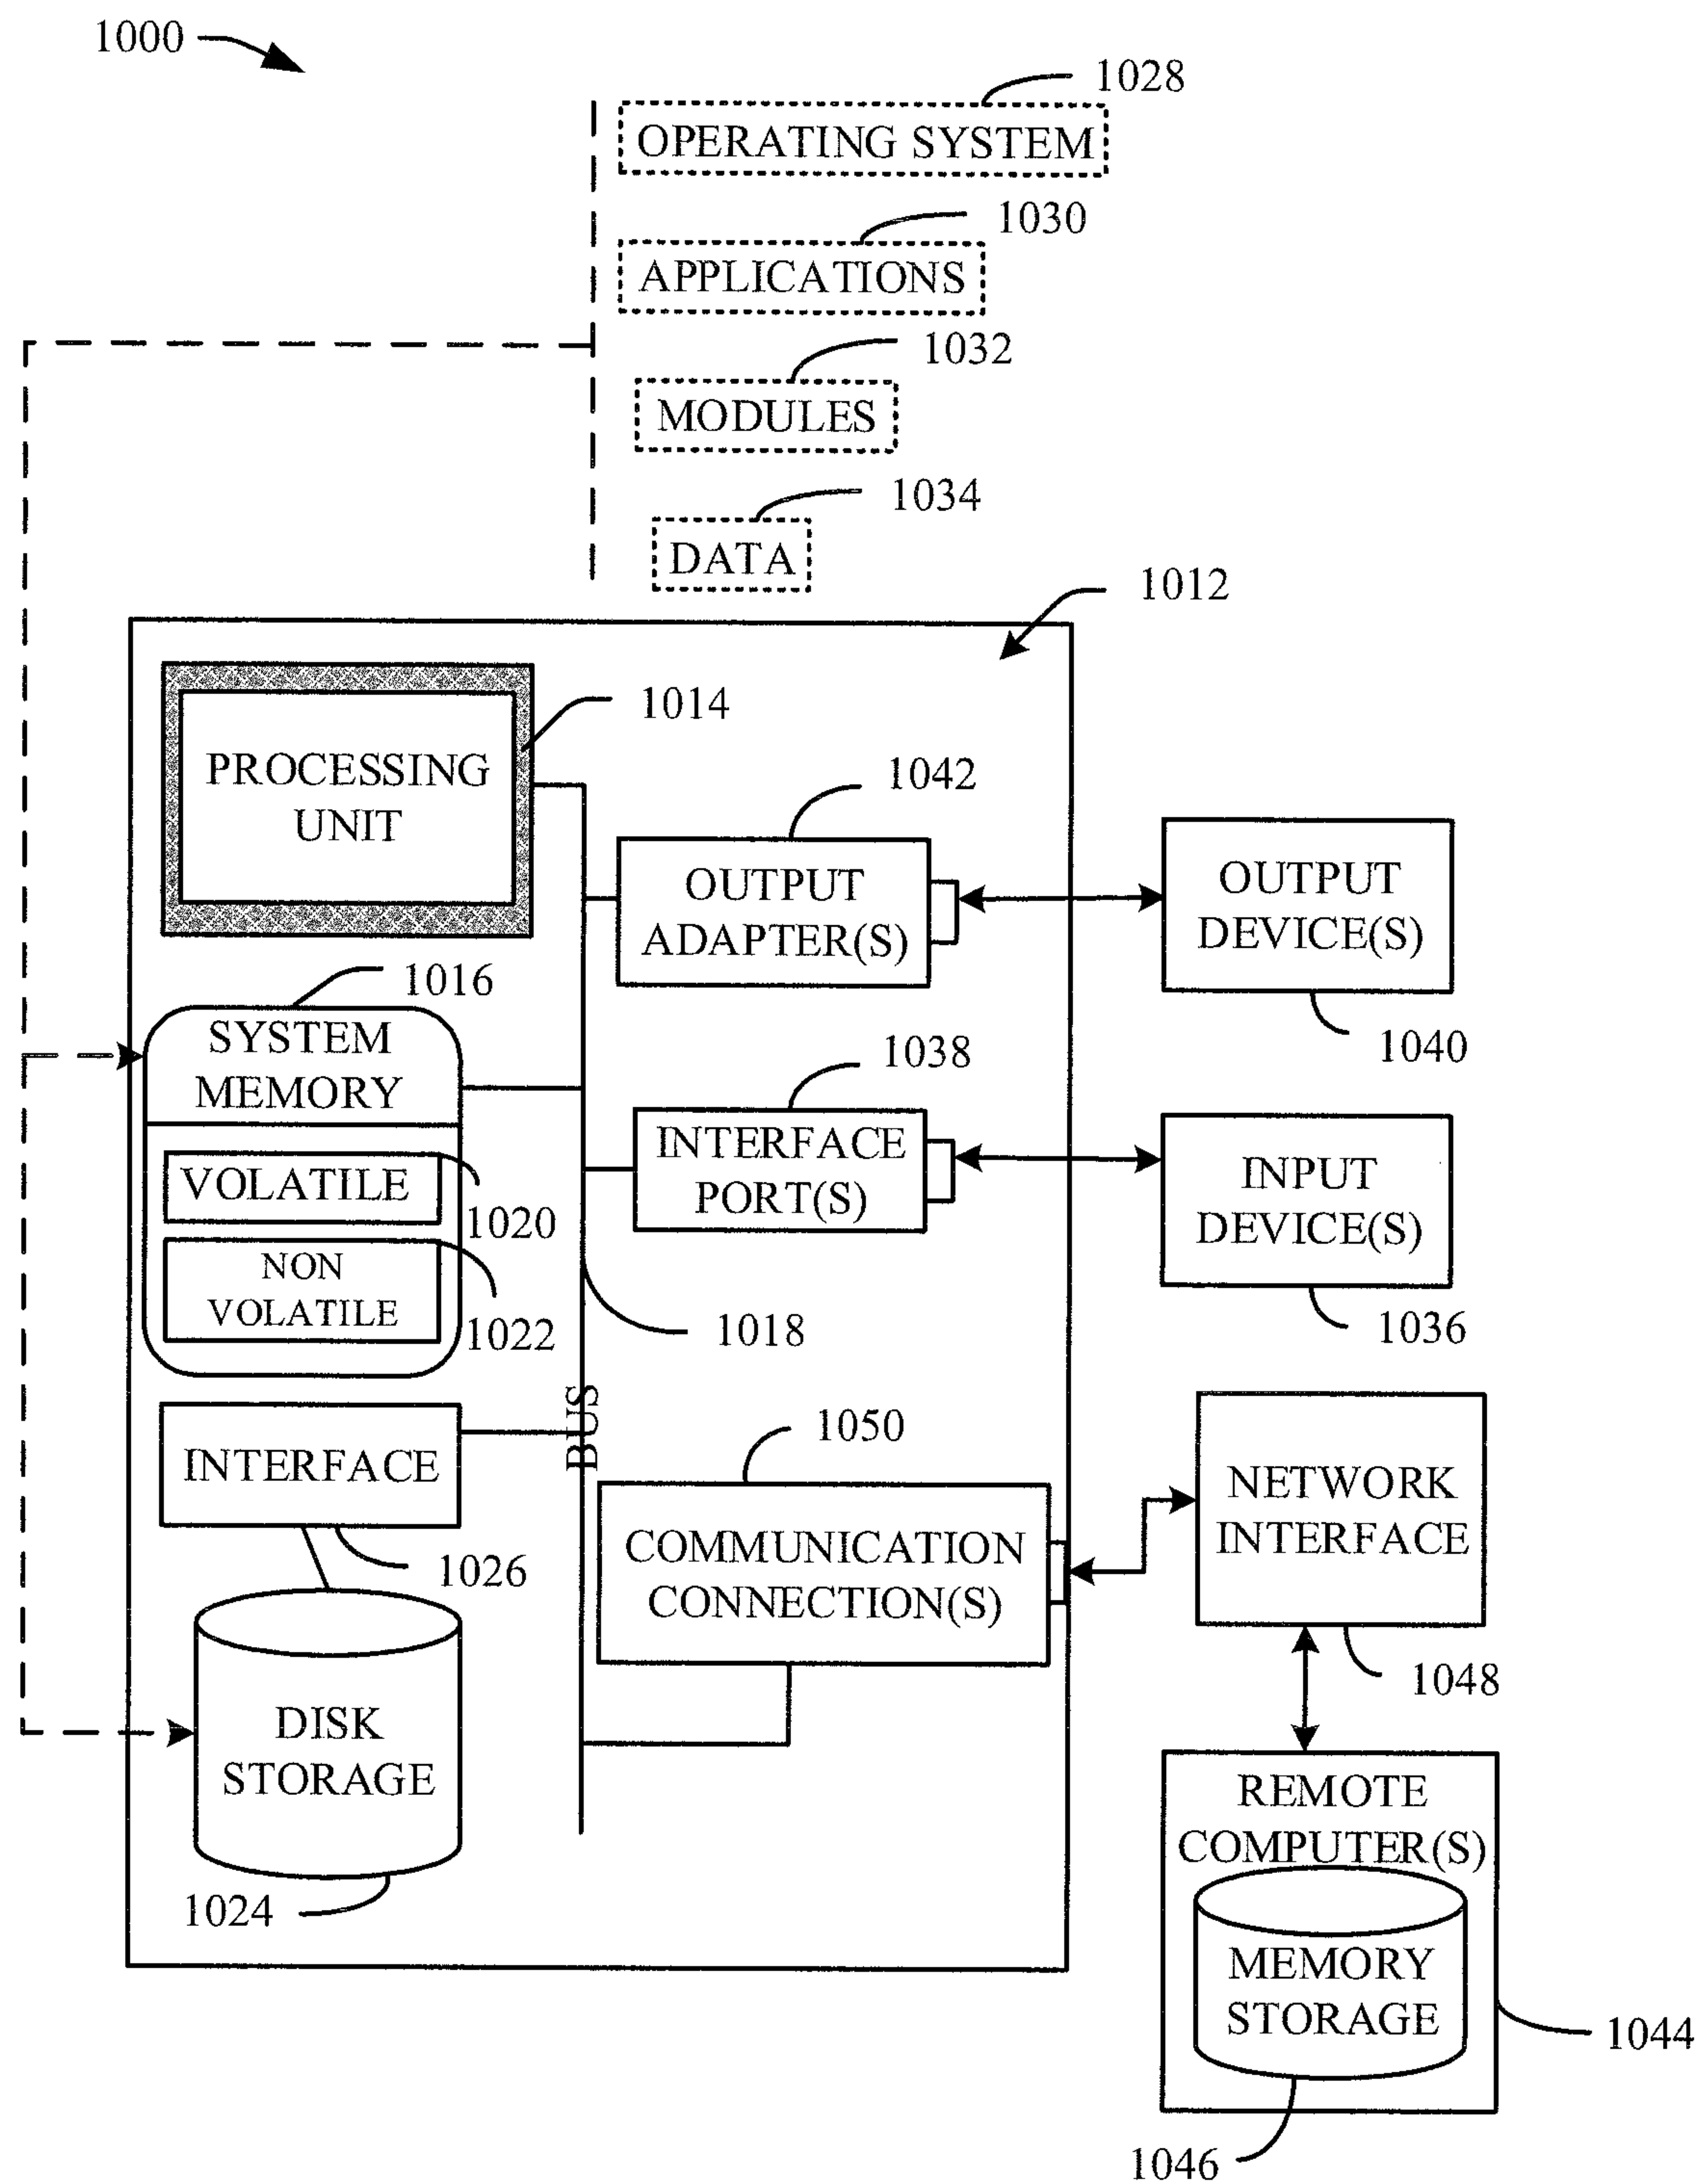 1000
1028
OPERATING SYSTEM
1030
APPLICATIONS
1032
MODULES
1034
DATA
1012
1014
PROCESSING
UNIT
1042
OUTPUT
ADAPTER(S)
OUTPUT
DEVICE(S)
1040
1016
SYSTEM
MEMORY
VOLATILE
1020
NON
VOLATILE
1022
1038
INTERFACE
PORT(S)
INPUT
DEVICE(S)
1036
1018
BUS
INTERFACE
1026
1050
COMMUNICATION
CONNECTION(S)
NETWORK
INTERFACE
1048
DISK
STORAGE
1024
REMOTE
COMPUTER(S)
MEMORY
STORAGE
1044
1046